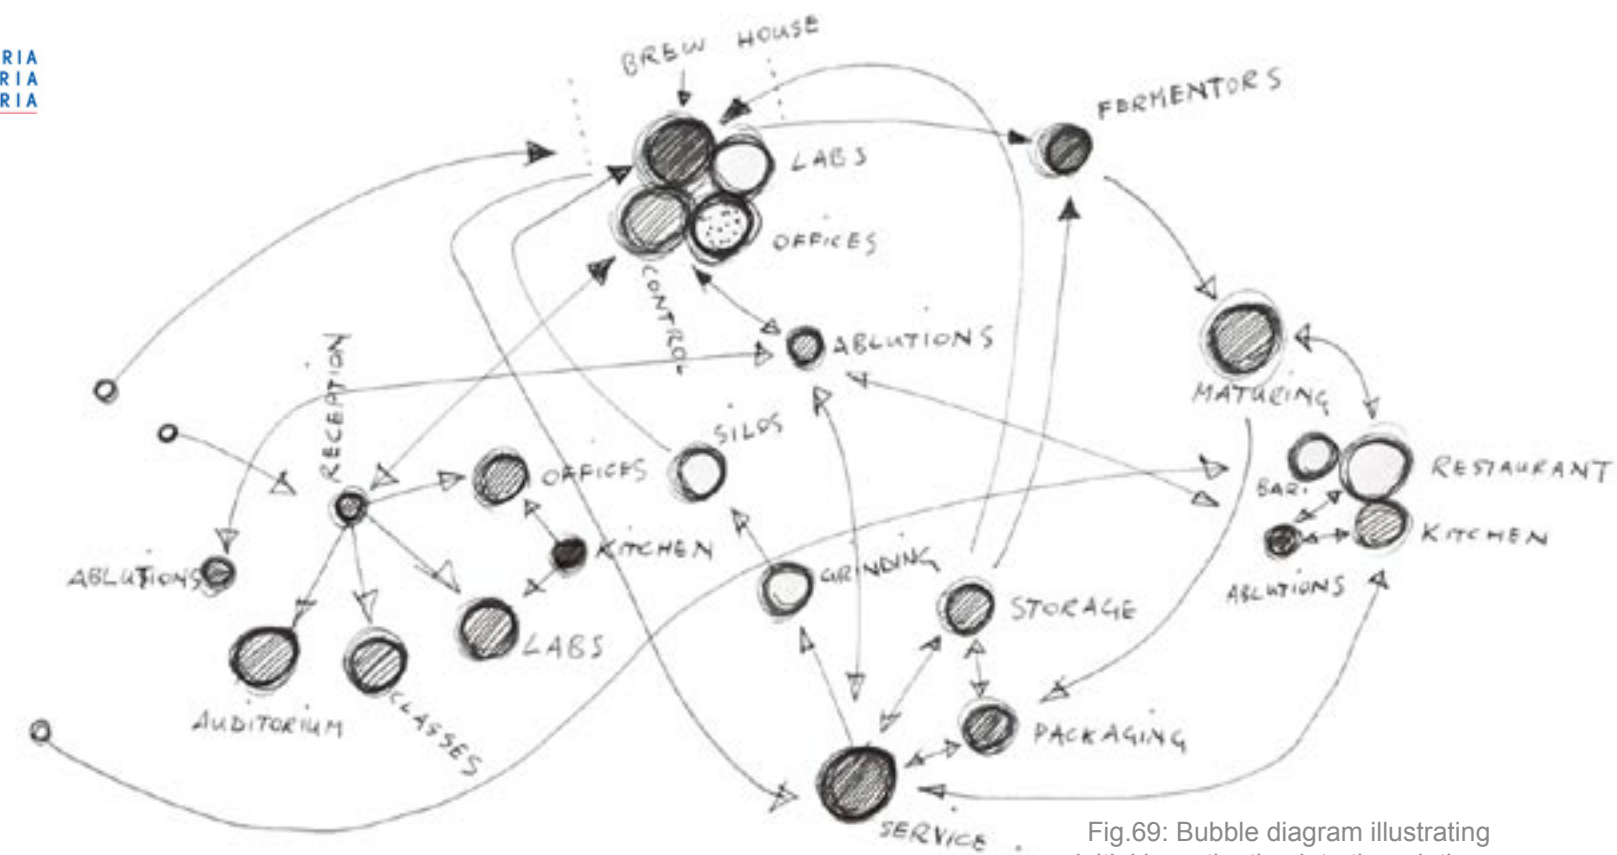 RIA
RIA
RIA
BREW HOUSE
FERMENTORS
LABS
OFFICES
CONTROL
ABLUTIONS
RECEPTION
MATURING
SILOS
OFFICES
BAR.
RESTAURANT
KITCHEN
KITCHEN
ABLUTIONS
GRINDING
ABLUTIONS
STORAGE
LABS
AUDITORIUM
CLASSES
PACKAGING
SERVICE
Fig.69: Bubble diagram illustrating